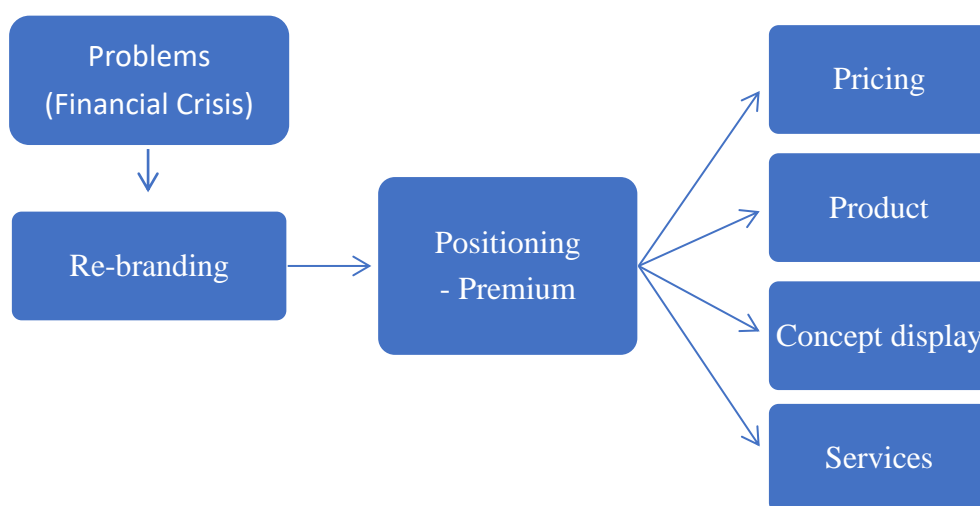 Problems
(Financial Crisis)
Re-branding
Positioning
- Premium
Pricing
Product
Concept display
Services